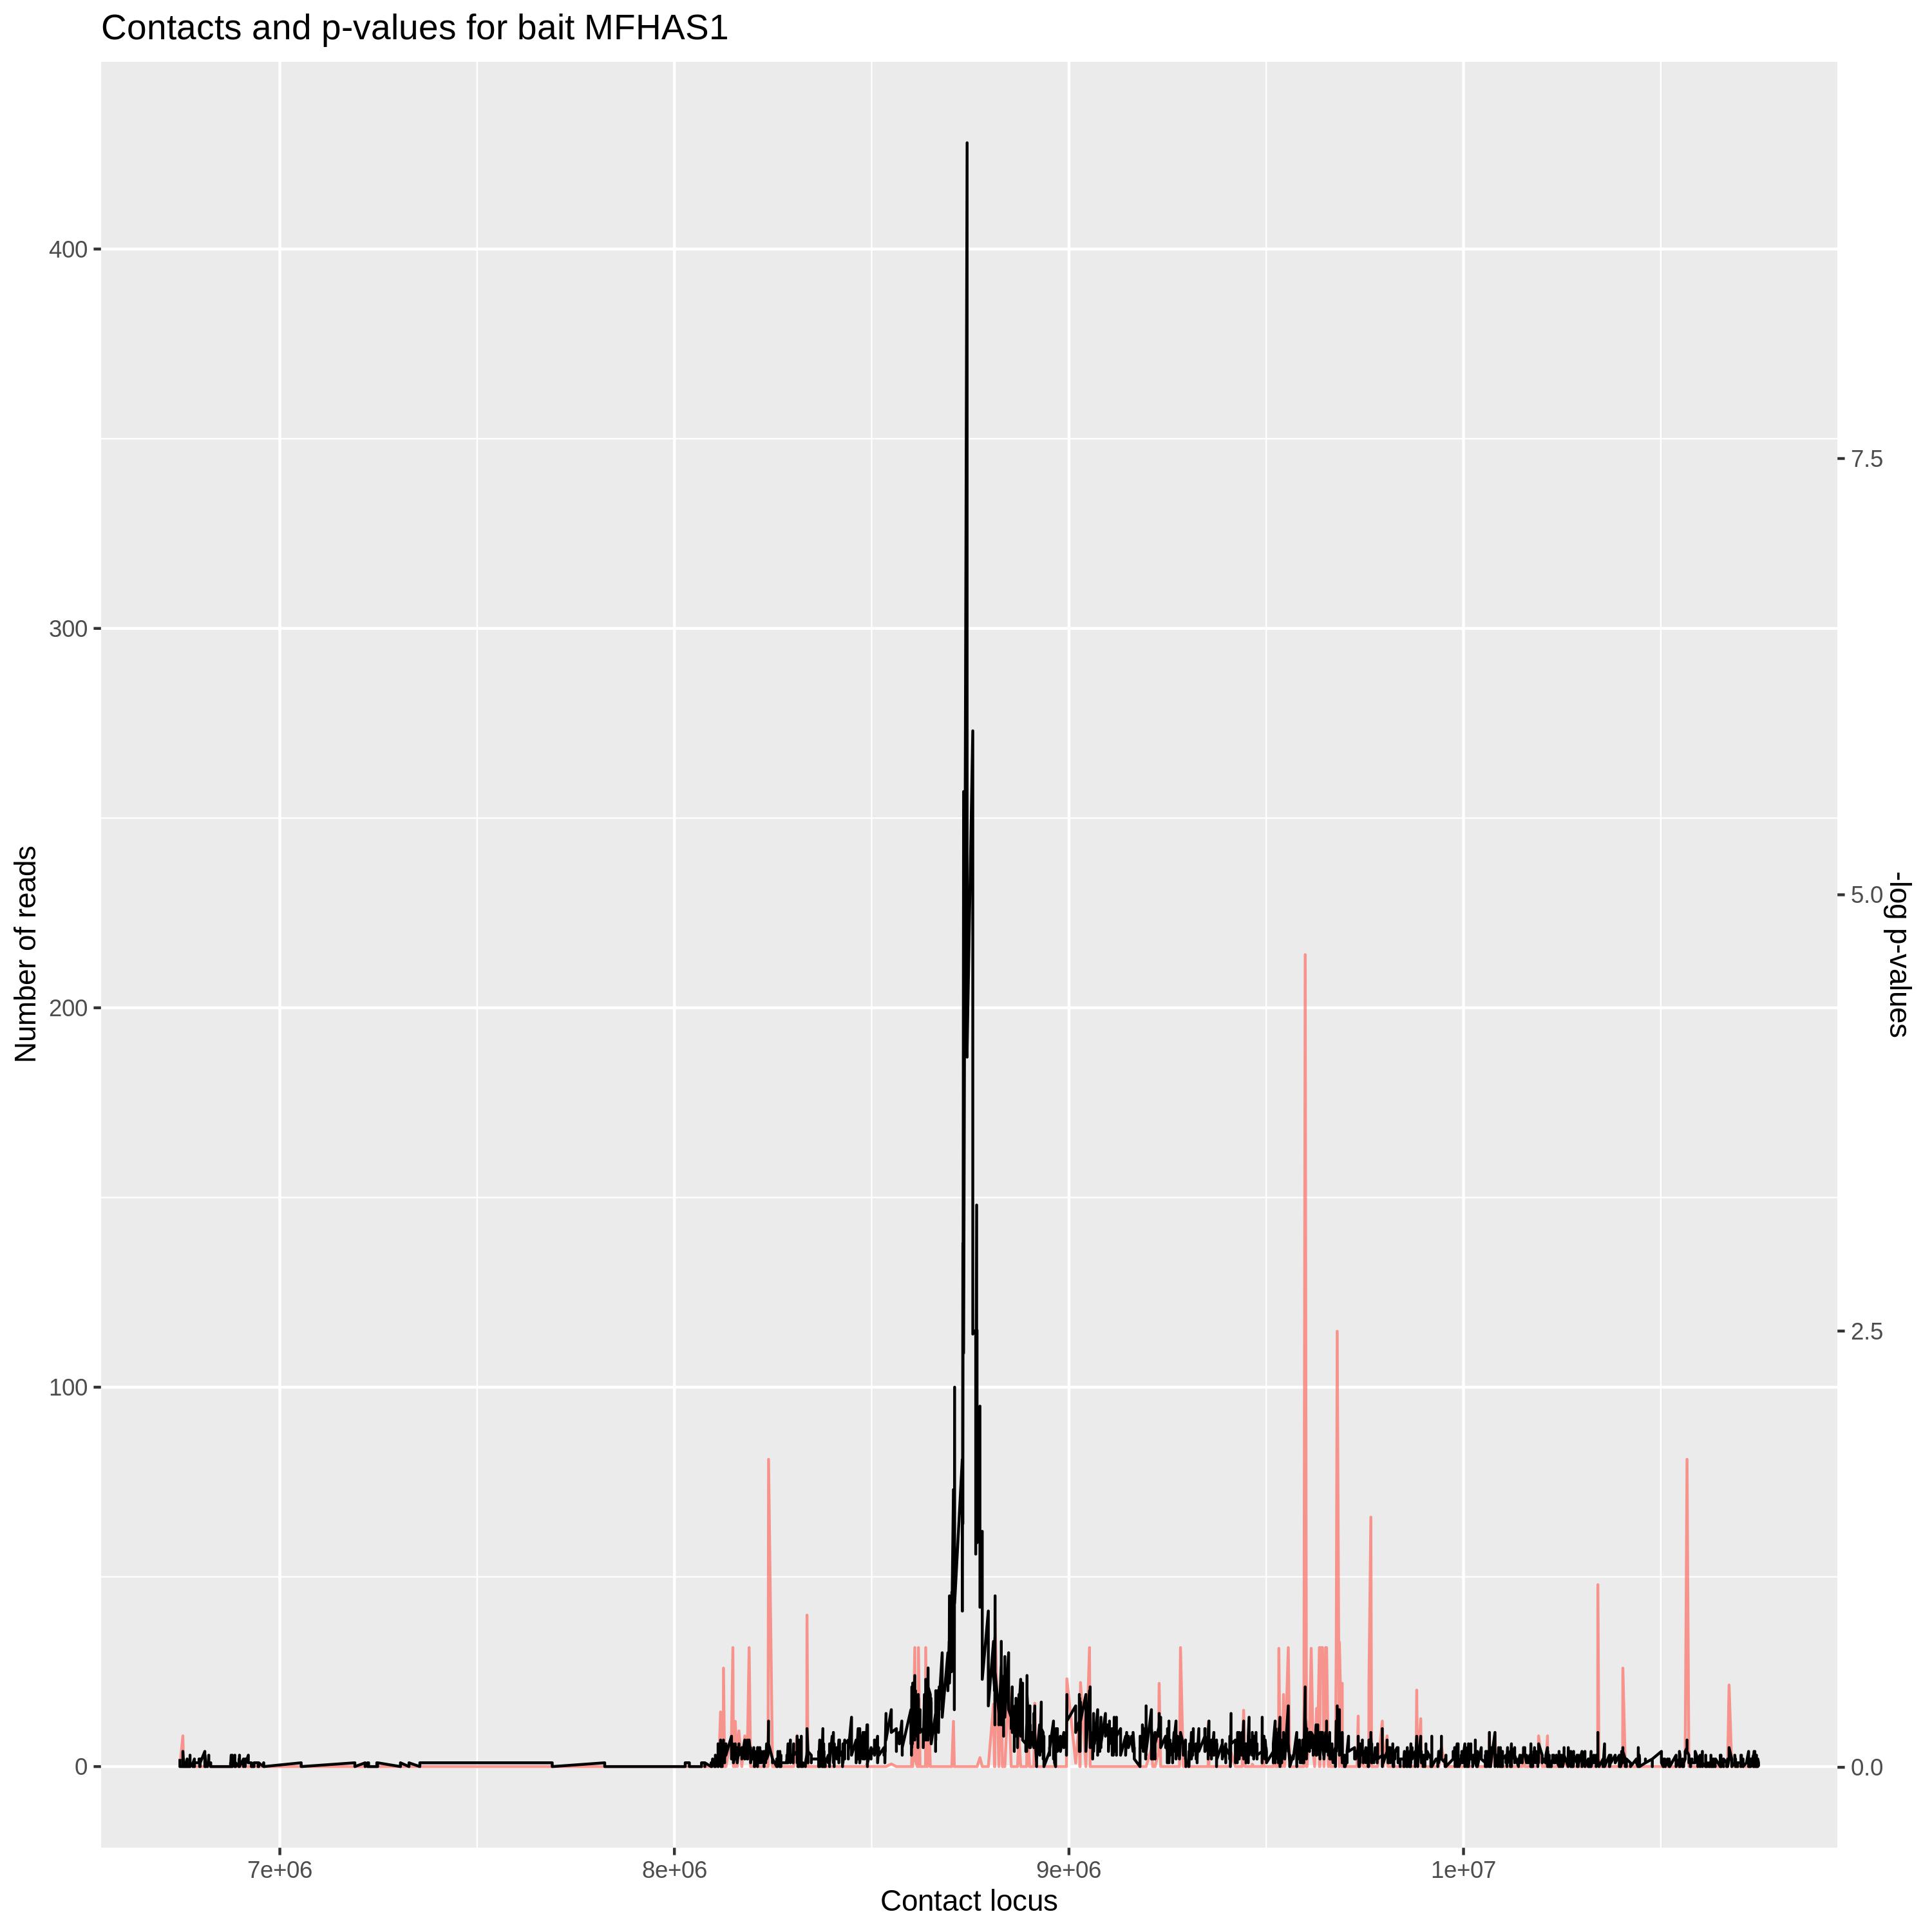 Contacts and p-values for bait MFHAS1
Number of reads
400
300
200
100
0
7.5
5.0
2.5
0.0
-log p-values
7e+06
8e+06
9e+06
1e+07
Contact locus